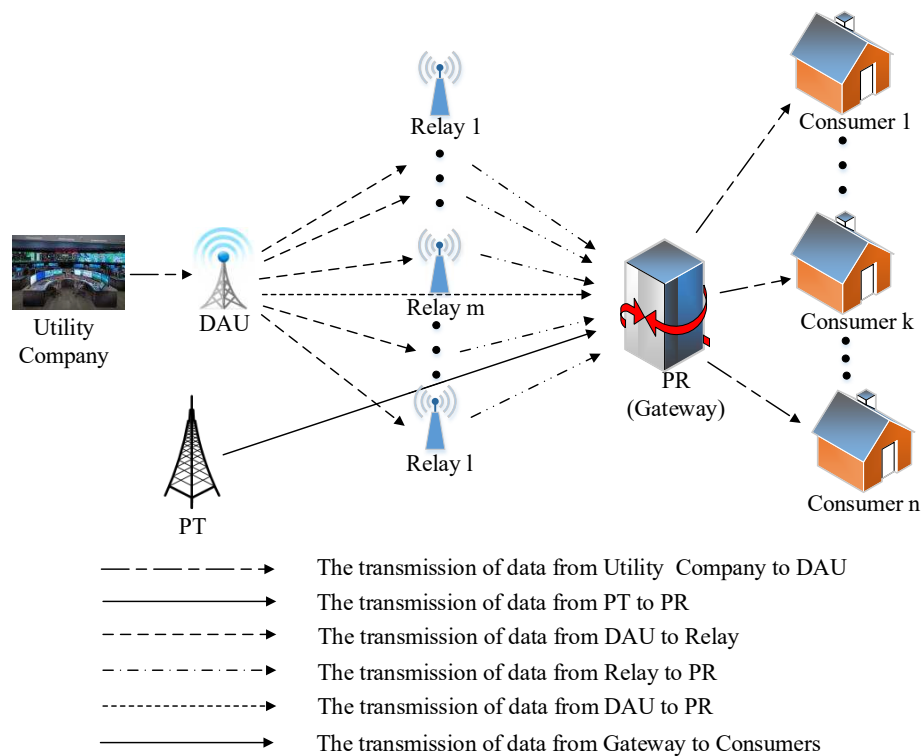 Relay 1
Consumer 1
Utility
Company
DAU
Relay m
PR
(Gateway)
Consumer k
PT
Relay l
Consumer n
The transmission of data from Utility Company to DAU
The transmission of data from PT to PR
The transmission of data from DAU to Relay
The transmission of data from Relay to PR
The transmission of data from DAU to PR
The transmission of data from Gateway to Consumers